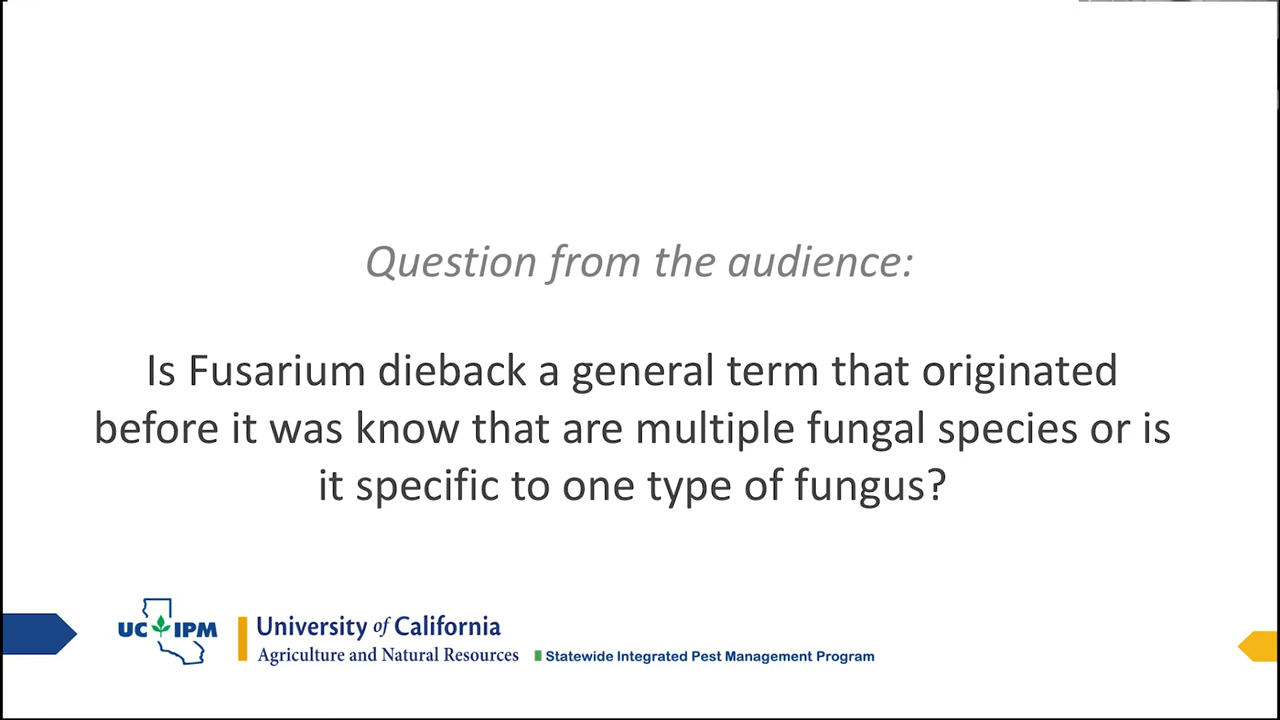 Question from the audience:
Is Fusarium dieback a general term that originated
before it was know that are multiple fungal species or is
it specific to one type of fungus?
UC IPM
University of California
Agriculture and Natural Resources
Statewide Integrated Pest Management Program